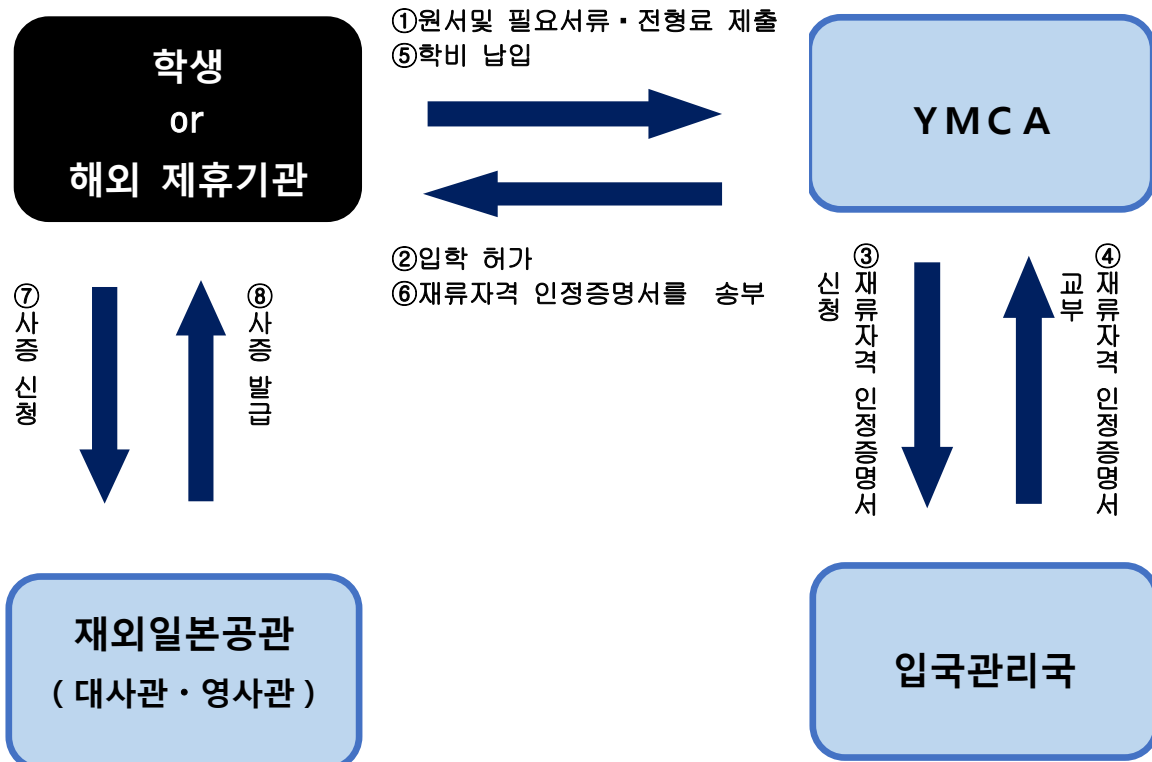 학생
or
해외 제휴기관
①원서및 필요서류・전형료 제출
⑤학비 납입
YMCA
②입학 허가
⑥재류자격 인정증명서를 송부
⑦사증 신청
⑧사증 발급
③재류자격 인정증명서
신청
④재류자격 인정증명서
교부
재외일본공관
(대사관・영사관)
입국관리국